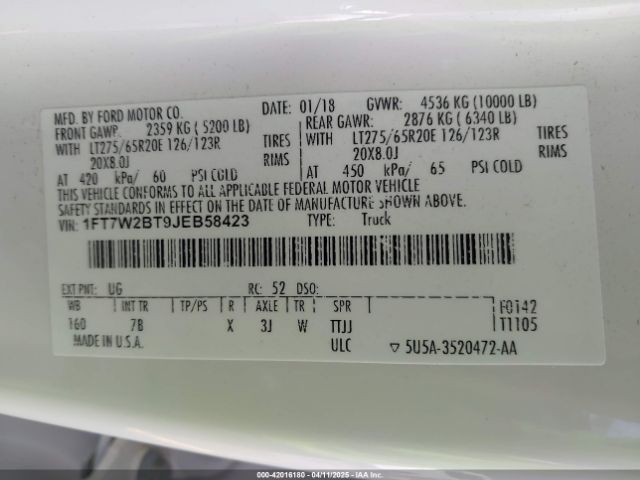 MFD. BY FORD MOTOR CO.
DATE: 01/18 GVWR: 4536 KG (10000 LB)
FRONT GAWR: 2359 KG ( 5200 LB)
REAR GAWR: 2876 KG ( 6340 LB)
WITH LT275/65R20E 126/123R TIRES
WITH LT275/65R20E 126/123R TIRES
20X8.0J RIMS
20X8.0J RIMS
AT 420 kPa/ 60 PSI COLD
AT 450 kPa/ 65 PSI COLD
THIS VEHICLE CONFORMS TO ALL APPLICABLE FEDERAL MOTOR VEHICLE
SAFETY STANDARDS IN EFFECT ON THE DATE OF MANUFACTURE SHOWN ABOVE.
VIN: 1FT7W2BT9JEB58423 TYPE: Truck
EXT PNT: UG RC: 52 DSO:
WB INT TR TP/PS R AXLE TR SPR F0142
160 7B X 3J W TTJJ T1105
MADE IN U.S.A. ULC ▽ 5U5A-3520472-AA
000-42016180 - 04/11/2025 - IAAI.com